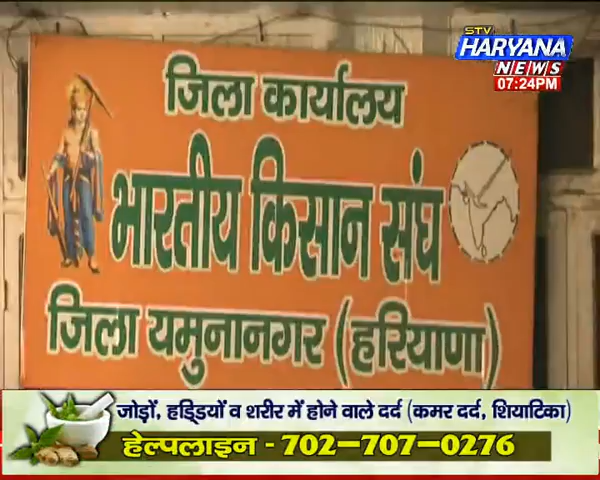 STV
HARYANA
NEWS
07:24PM
जिला कार्यालय
भारतीय किसान संघ
जिला यमुनानगर (हरियाणा)
जोड़ों, हड्डियों व शरीर में होने वाले दर्द (कमर दर्द, शियाटिका)
हेल्पलाइन - 702-707-0276